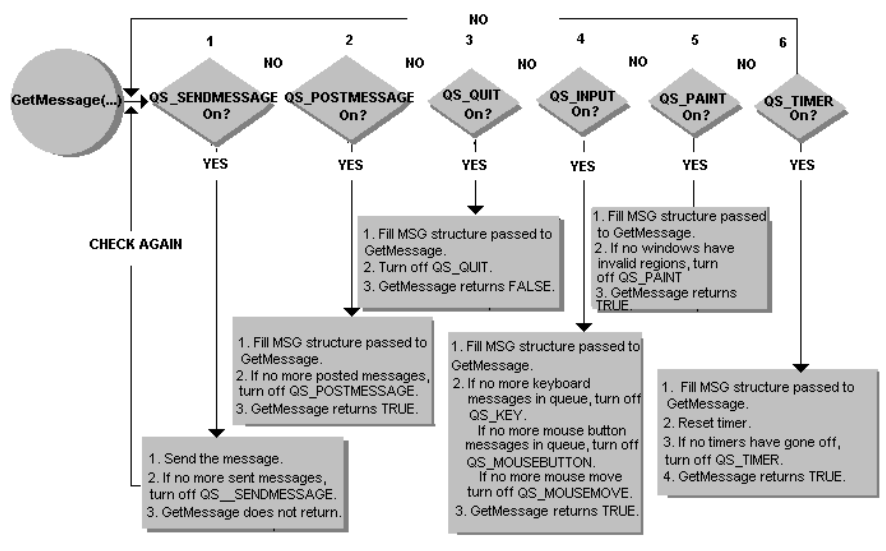 NO
1
2
3
4
5
6
NO
NO
NO
NO
NO
GetMessage(...)
QS_SENDMESSAGE
On?
QS_POSTMESSAGE
On?
QS_QUIT
On?
QS_INPUT
On?
QS_PAINT
On?
QS_TIMER
On?
YES
YES
YES
YES
YES
YES
CHECK AGAIN
1. Fill MSG structure passed to
GetMessage.
2. Turn off QS_QUIT.
3. GetMessage returns FALSE.
1. Fill MSG structure passed
to GetMessage.
2. If no windows have
invalid regions, turn
off QS_PAINT
3. GetMessage returns
TRUE.
1. Fill MSG structure passed to
GetMessage.
2. If no more posted messages,
turn off QS_POSTMESSAGE.
3. GetMessage returns TRUE.
1. Fill MSG structure passed to
GetMessage.
2. If no more keyboard
messages in queue, turn off
QS_KEY.
If no more mouse button
messages in queue, turn off
QS_MOUSEBUTTON.
If no more mouse move
turn off QS_MOUSEMOVE.
3. GetMessage returns TRUE.
1. Fill MSG structure passed to
GetMessage.
2. Reset timer.
3. If no timers have gone off,
turn off QS_TIMER.
4. GetMessage returns TRUE.
1. Send the message.
2. If no more sent messages,
turn off QS__SENDMESSAGE.
3. GetMessage does not return.